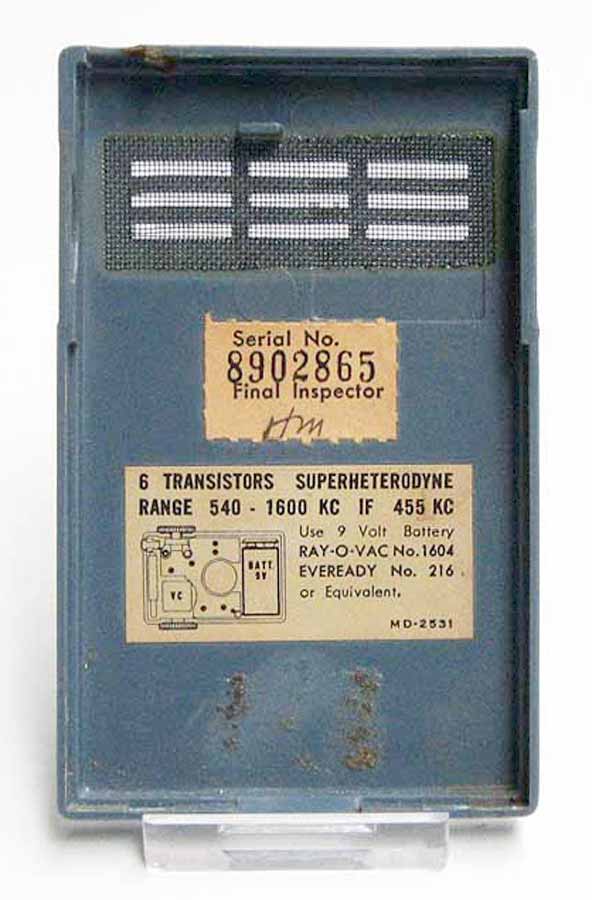 Serial No.
8902865
Final Inspector
HM
6 TRANSISTORS SUPERHETERODYNE
RANGE 540 - 1600 KC IF 455 KC
Use 9 Volt Battery
RAY-O-VAC No.1604
EVEREADY No. 216
or Equivalent.
BATT.
9V
VC
MD-2531